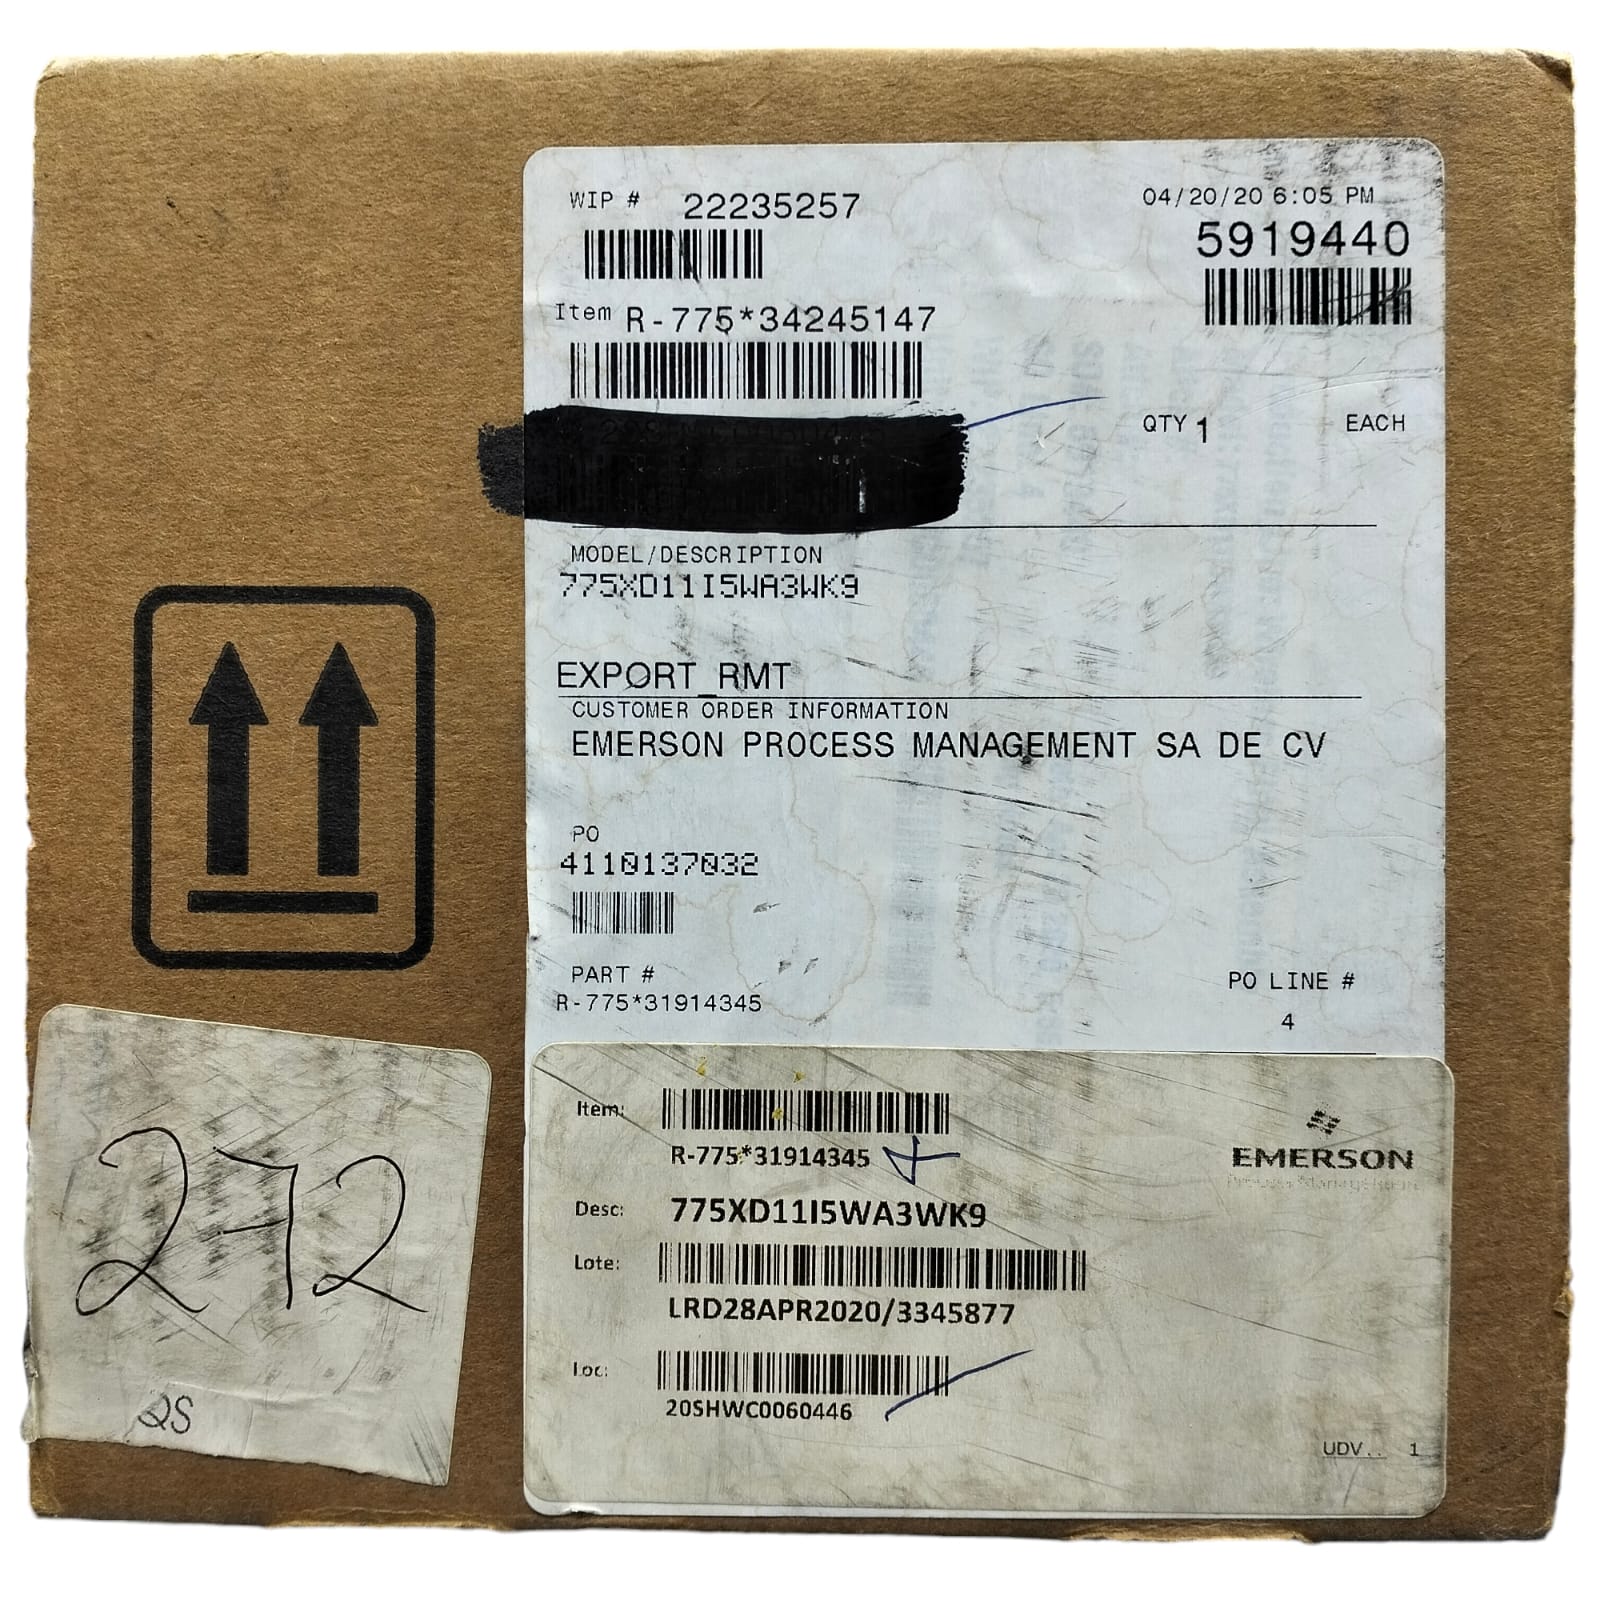 WIP # 22235257
04/20/20 6:05 PM
5919440
Item R-775*34245147
QTY 1 EACH
MODEL/DESCRIPTION
775XD11I5WA3WK9
EXPORT_RMT
CUSTOMER ORDER INFORMATION
EMERSON PROCESS MANAGEMENT SA DE CV
PO
4110137032
PART #
R-775*31914345
PO LINE #
4
Item:
R-775*31914345
EMERSON
Desc: 775XD11I5WA3WK9
Lote:
LRD28APR2020/3345877
Loc:
20SHWC0060446
UDV.. 1
272
QS